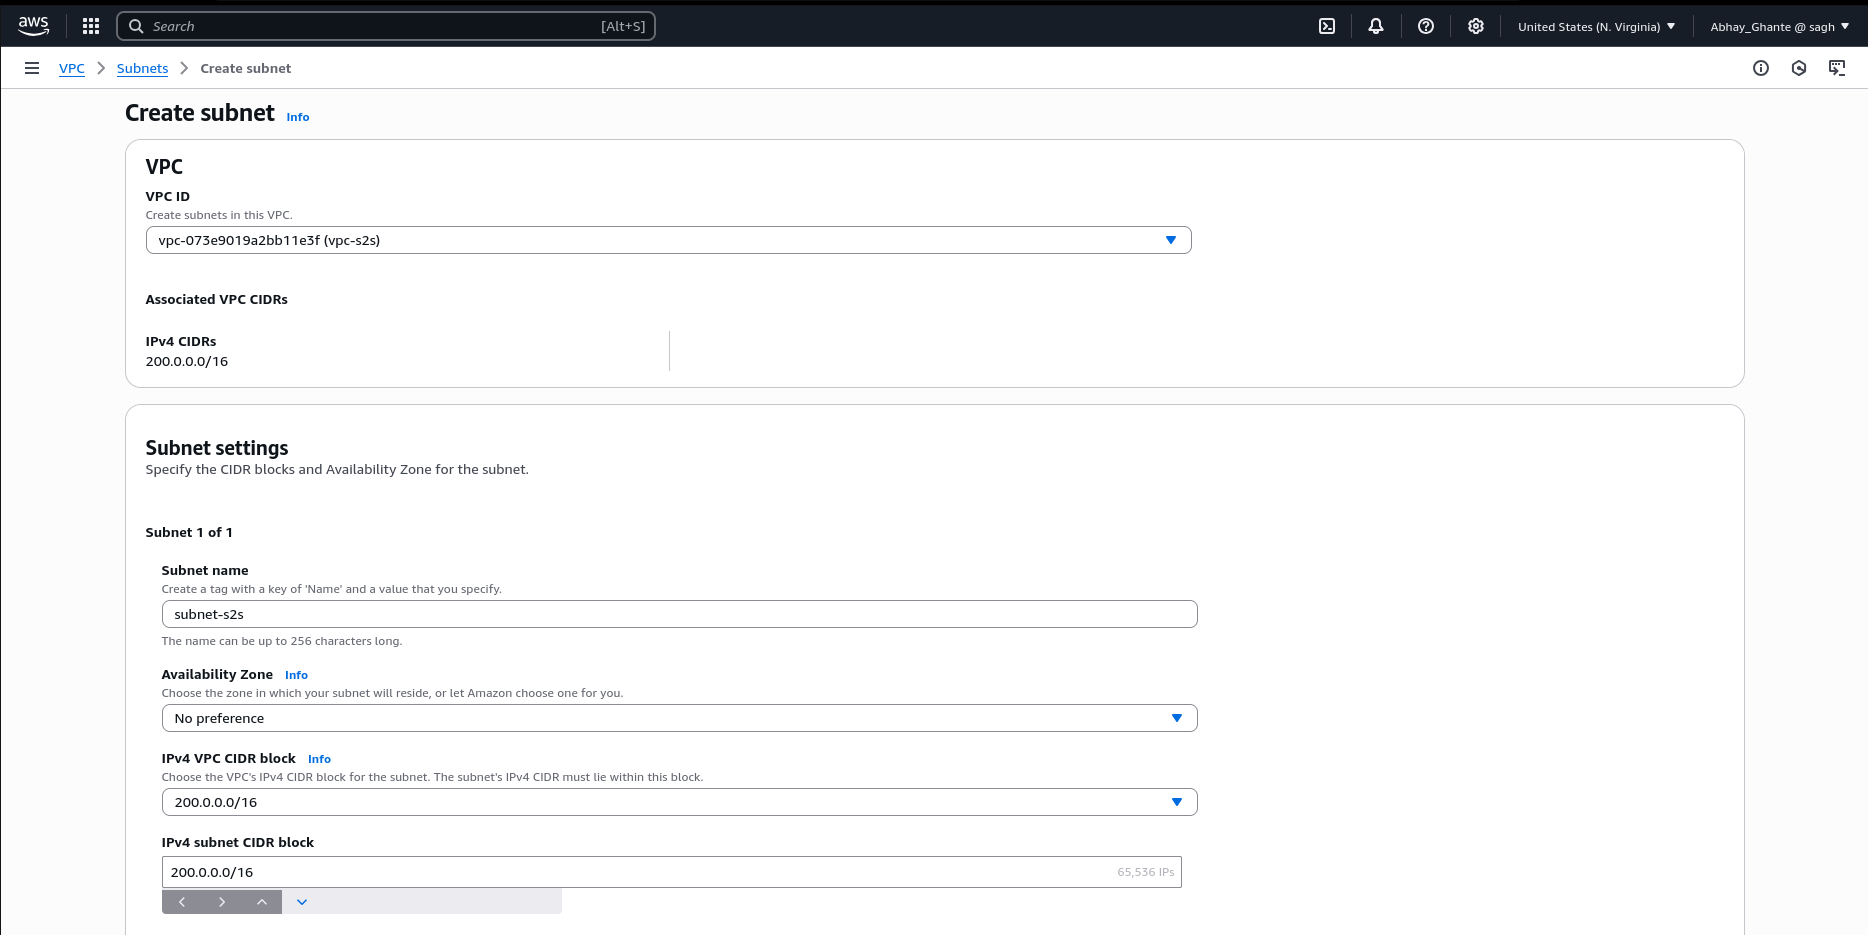 aws
Search [Alt+S]
United States (N. Virginia)
Abhay_Ghante @ sagh
VPC
Subnets
Create subnet
Create subnet Info
VPC
VPC ID
Create subnets in this VPC.
vpc-073e9019a2bb11e3f (vpc-s2s)
Associated VPC CIDRs
IPv4 CIDRs
200.0.0.0/16
Subnet settings
Specify the CIDR blocks and Availability Zone for the subnet.
Subnet 1 of 1
Subnet name
Create a tag with a key of 'Name' and a value that you specify.
subnet-s2s
The name can be up to 256 characters long.
Availability Zone Info
Choose the zone in which your subnet will reside, or let Amazon choose one for you.
No preference
IPv4 VPC CIDR block Info
Choose the VPC's IPv4 CIDR block for the subnet. The subnet's IPv4 CIDR must lie within this block.
200.0.0.0/16
IPv4 subnet CIDR block
200.0.0.0/16 65,536 IPs